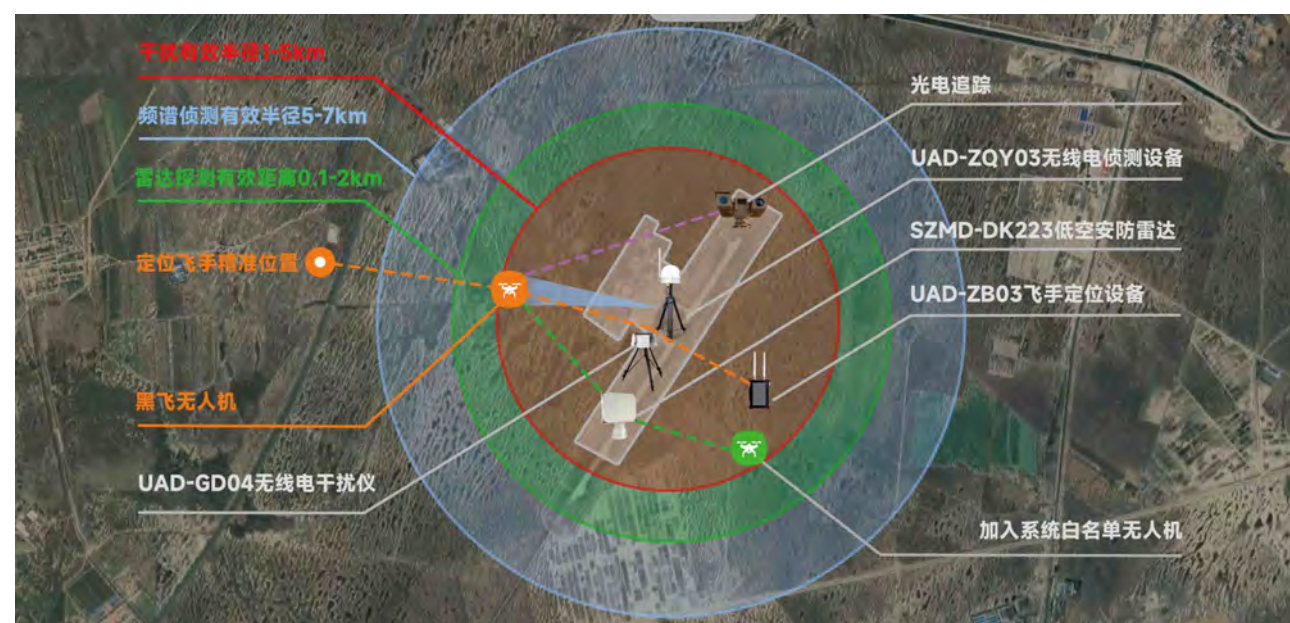 干扰有效半径1-5km
频谱侦测有效半径5-7km
雷达探测有效距离0.1-2km
定位飞手精准位置
黑飞无人机
UAD-GD04无线电干扰仪
光电追踪
UAD-ZQY03无线电侦测设备
SZMD-DK223低空安防雷达
UAD-ZB03飞手定位设备
加入系统白名单无人机